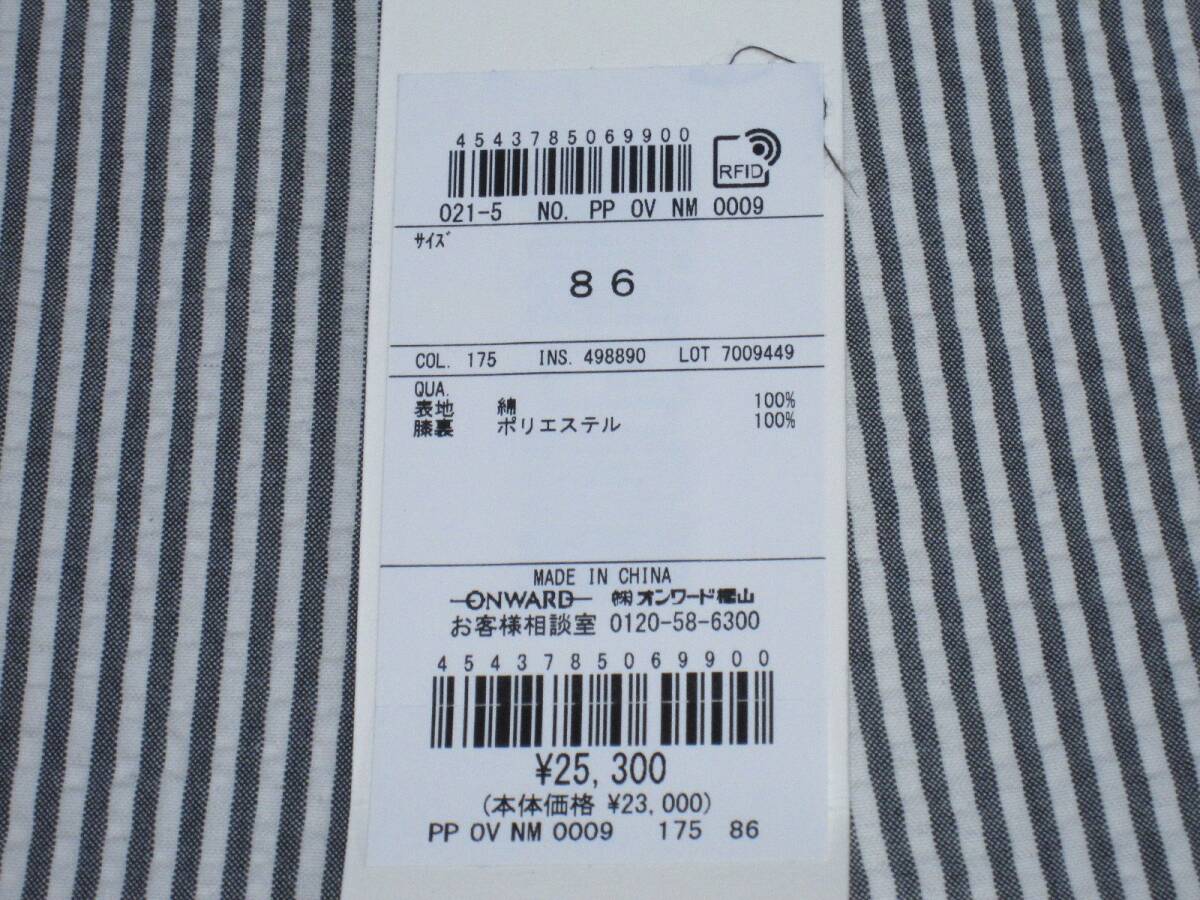 4543785069900
RFID
021-5 NO. PP OV NM 0009
ｻｲｽﾞ
86
COL. 175 INS. 498890 LOT 7009449
QUA.
表地 綿 100%
膝裏 ポリエステル 100%
MADE IN CHINA
ONWARD ㈱オンワード樫山
お客様相談室 0120-58-6300
4543785069900
¥25,300
(本体価格 ¥23,000)
PP OV NM 0009 175 86